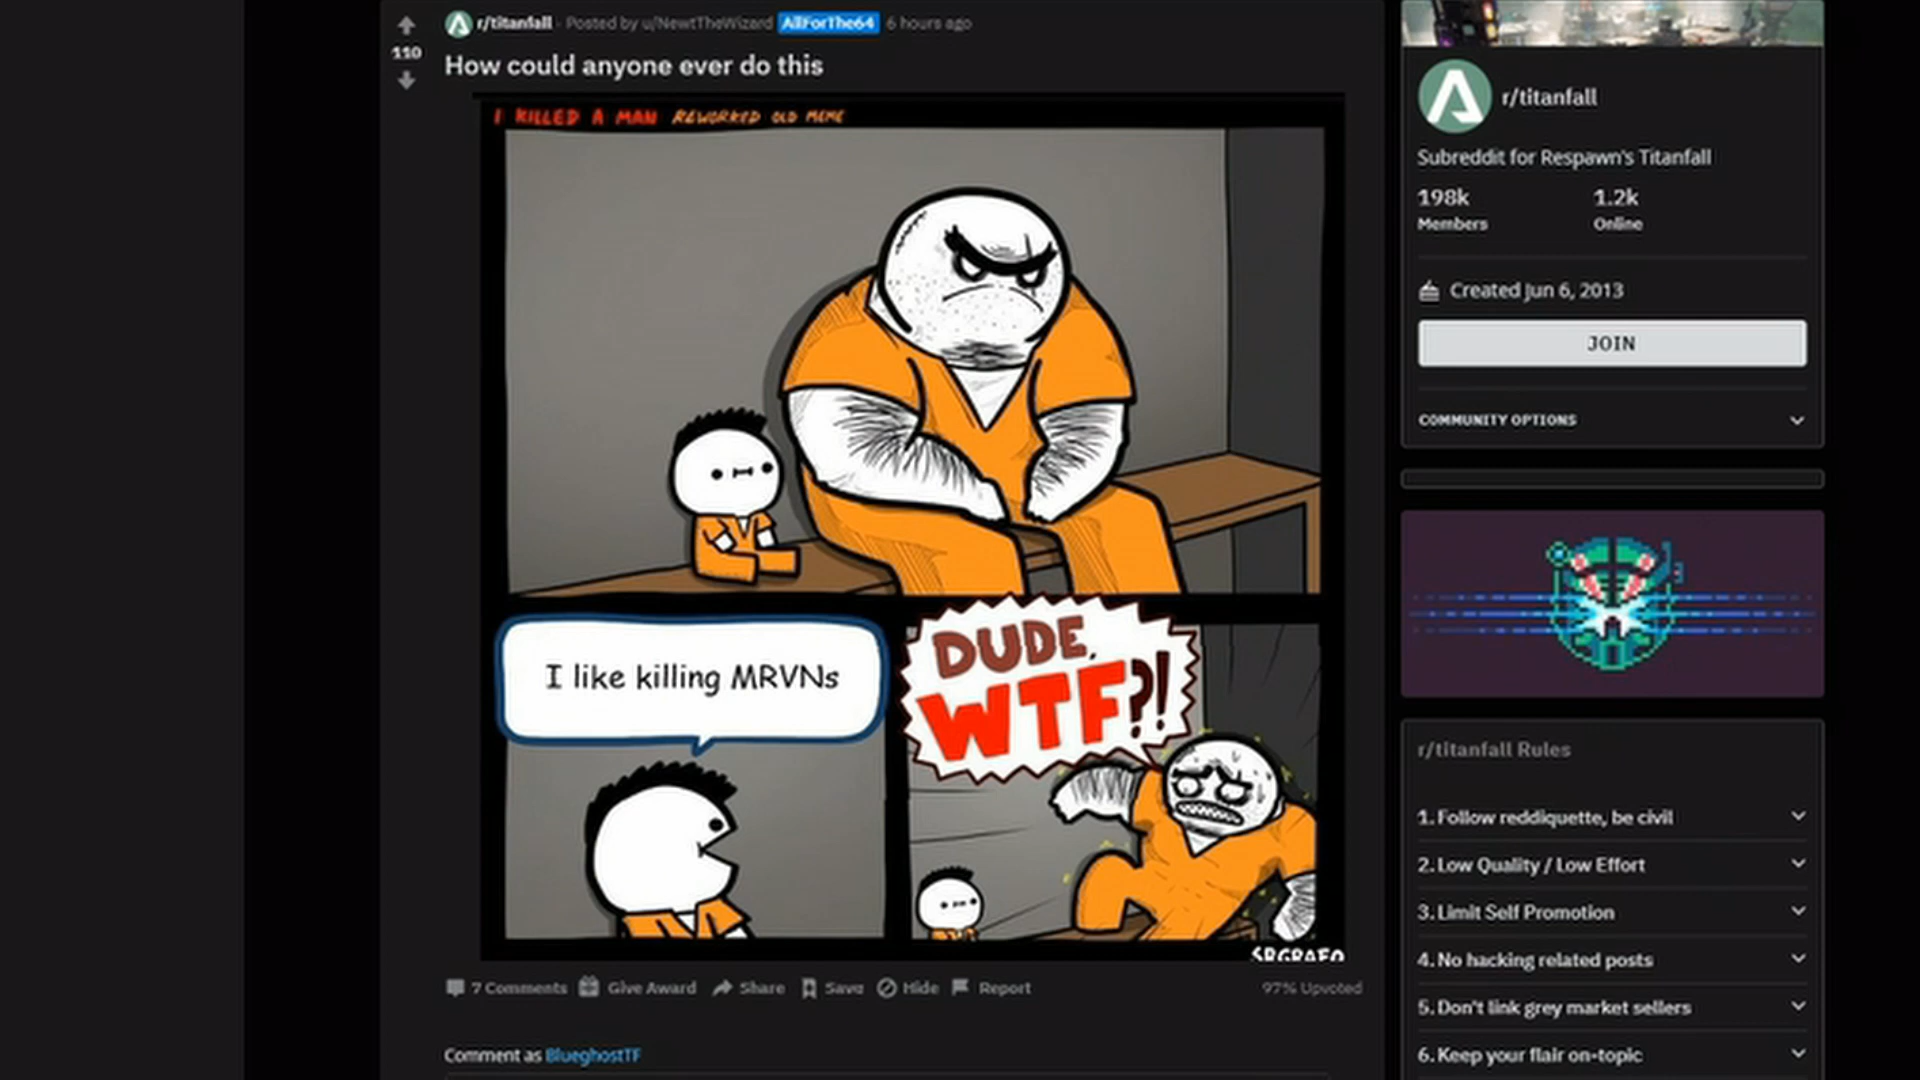 r/titanfall · Posted by u/NewtTheWizard AllForThe64 6 hours ago
110
How could anyone ever do this
I KILLED A MAN REWORKED OLD MEME
I like killing MRVNs
DUDE,
WTF?!
SRGRAFO
7 Comments Give Award Share Save Hide Report 97% Upvoted
Comment as BlueghostTF
r/titanfall
Subreddit for Respawn's Titanfall
198k 1.2k
Members Online
Created Jun 6, 2013
JOIN
COMMUNITY OPTIONS
r/titanfall Rules
1. Follow reddiquette, be civil
2. Low Quality / Low Effort
3. Limit Self Promotion
4. No hacking related posts
5. Don't link grey market sellers
6. Keep your flair on-topic